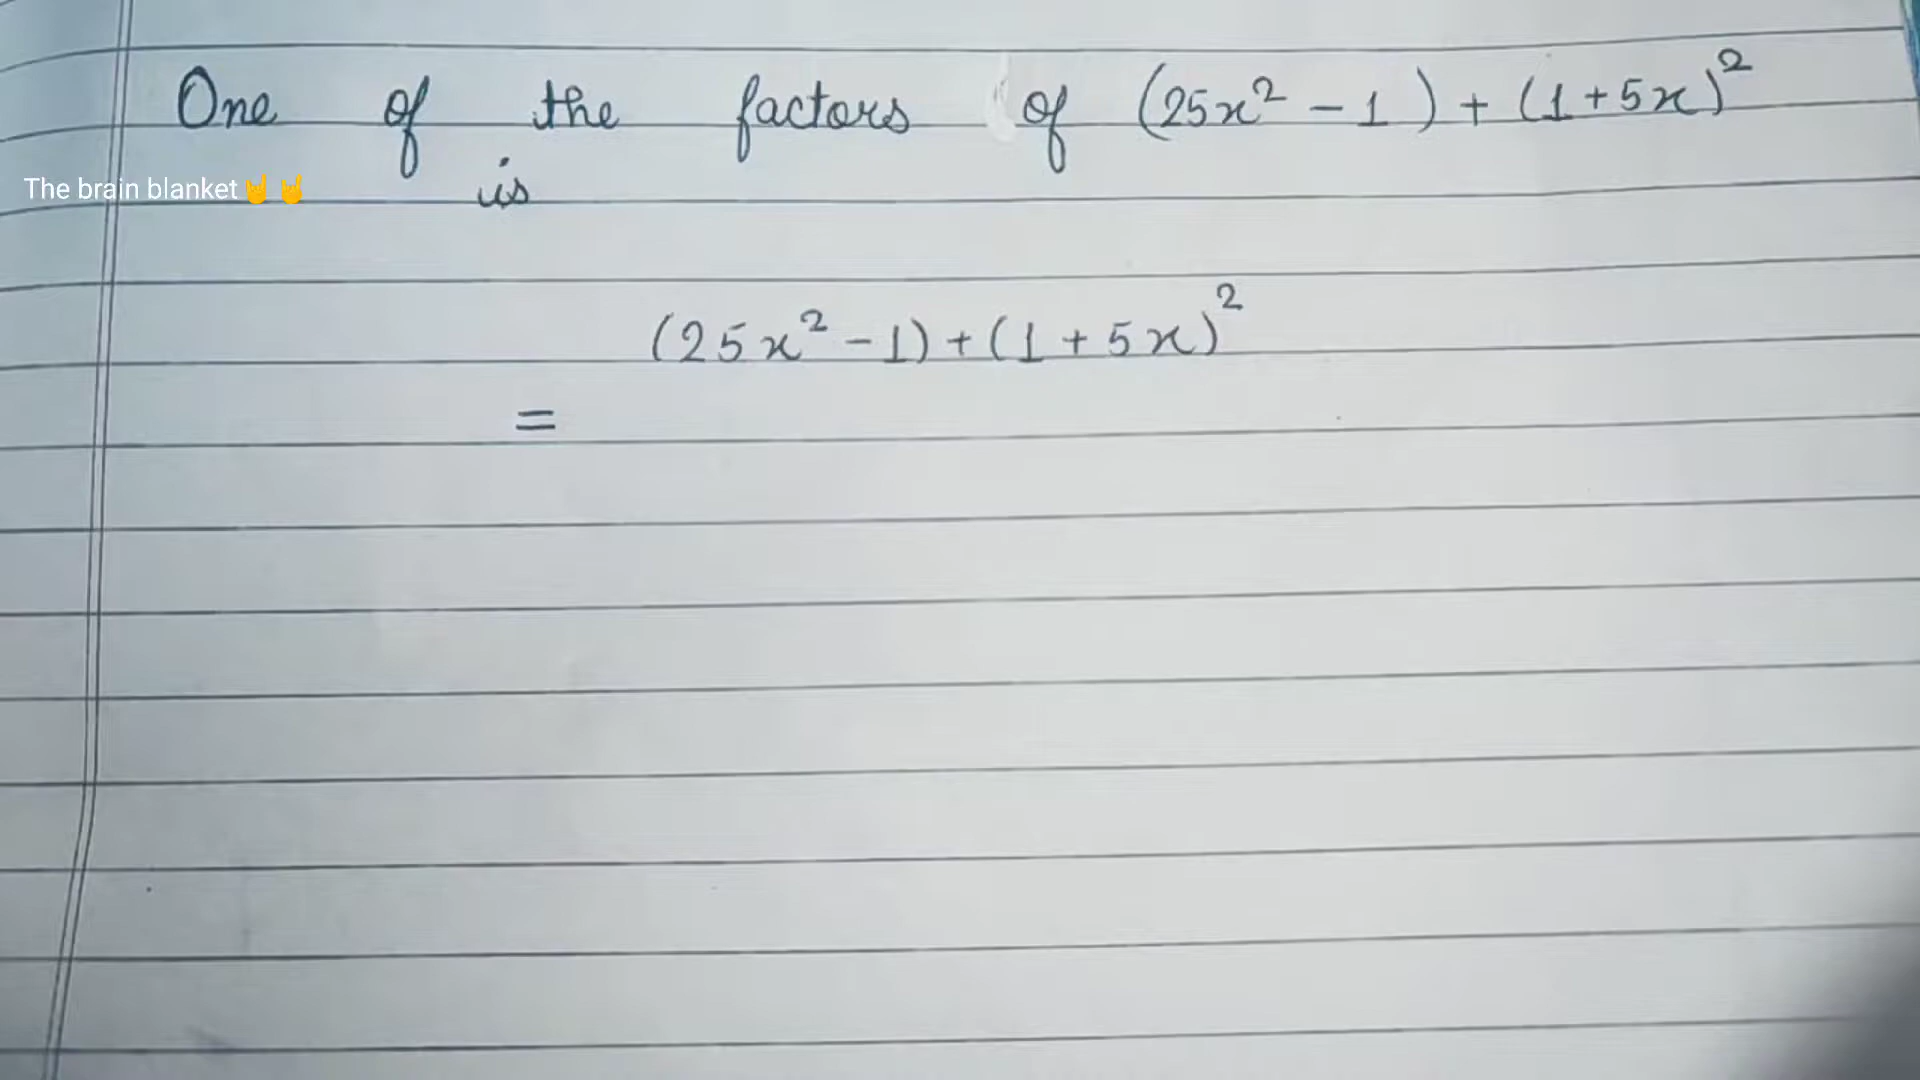 One of the factors of (25x² - 1) + (1+5x)²
The brain blanket🤘🤘
is
(25x² - 1) + (1 + 5x)²
=